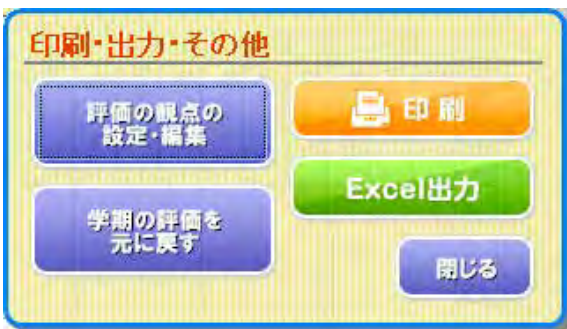 印刷・出力・その他
評価の観点の
設定・編集
印刷
Excel出力
学期の評価を
元に戻す
閉じる